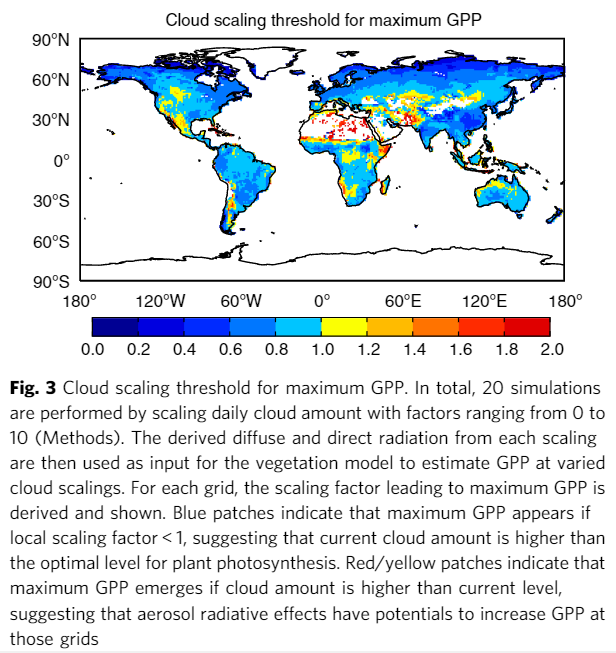 Cloud scaling threshold for maximum GPP
90°N
60°N
30°N
0°
30°S
60°S
90°S
180° 120°W 60°W 0° 60°E 120°E 180°
0.0 0.2 0.4 0.6 0.8 1.0 1.2 1.4 1.6 1.8 2.0
Fig. 3 Cloud scaling threshold for maximum GPP. In total, 20 simulations
are performed by scaling daily cloud amount with factors ranging from 0 to
10 (Methods). The derived diffuse and direct radiation from each scaling
are then used as input for the vegetation model to estimate GPP at varied
cloud scalings. For each grid, the scaling factor leading to maximum GPP is
derived and shown. Blue patches indicate that maximum GPP appears if
local scaling factor < 1, suggesting that current cloud amount is higher than
the optimal level for plant photosynthesis. Red/yellow patches indicate that
maximum GPP emerges if cloud amount is higher than current level,
suggesting that aerosol radiative effects have potentials to increase GPP at
those grids